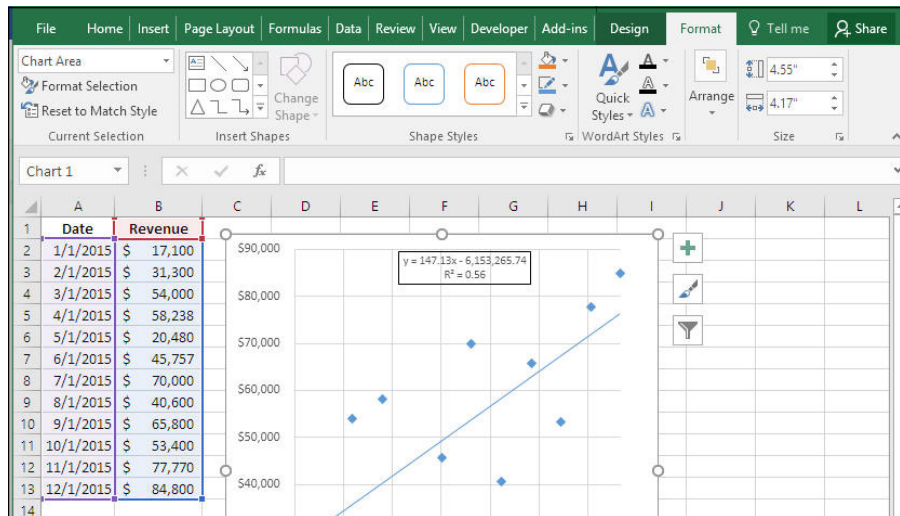 File Home Insert Page Layout Formulas Data Review View Developer Add-ins Design Format Tell me Share
Chart Area
Format Selection
Reset to Match Style
Current Selection
Change
Shape
Insert Shapes
Abc Abc Abc
Shape Styles
A A
A
A
Quick
Styles
WordArt Styles
Arrange
4.55"
4.17"
Size
Chart 1 fx
A B C D E F G H I J K L
1 Date Revenue
2 1/1/2015 $ 17,100
3 2/1/2015 $ 31,300
4 3/1/2015 $ 54,000
5 4/1/2015 $ 58,238
6 5/1/2015 $ 20,480
7 6/1/2015 $ 45,757
8 7/1/2015 $ 70,000
9 8/1/2015 $ 40,600
10 9/1/2015 $ 65,800
11 10/1/2015 $ 53,400
12 11/1/2015 $ 77,770
13 12/1/2015 $ 84,800
14
$90,000
y = 147.13x - 6,153,265.74
R² = 0.56
$80,000
$70,000
$60,000
$50,000
$40,000